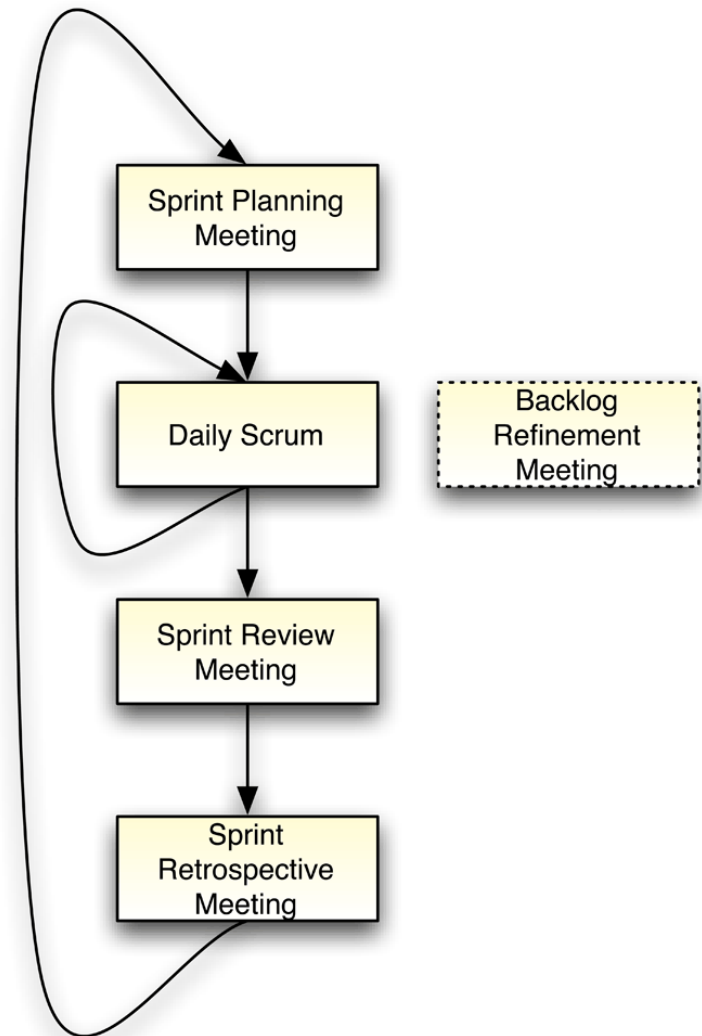 Sprint Planning
Meeting
Daily Scrum
Backlog
Refinement
Meeting
Sprint Review
Meeting
Sprint
Retrospective
Meeting